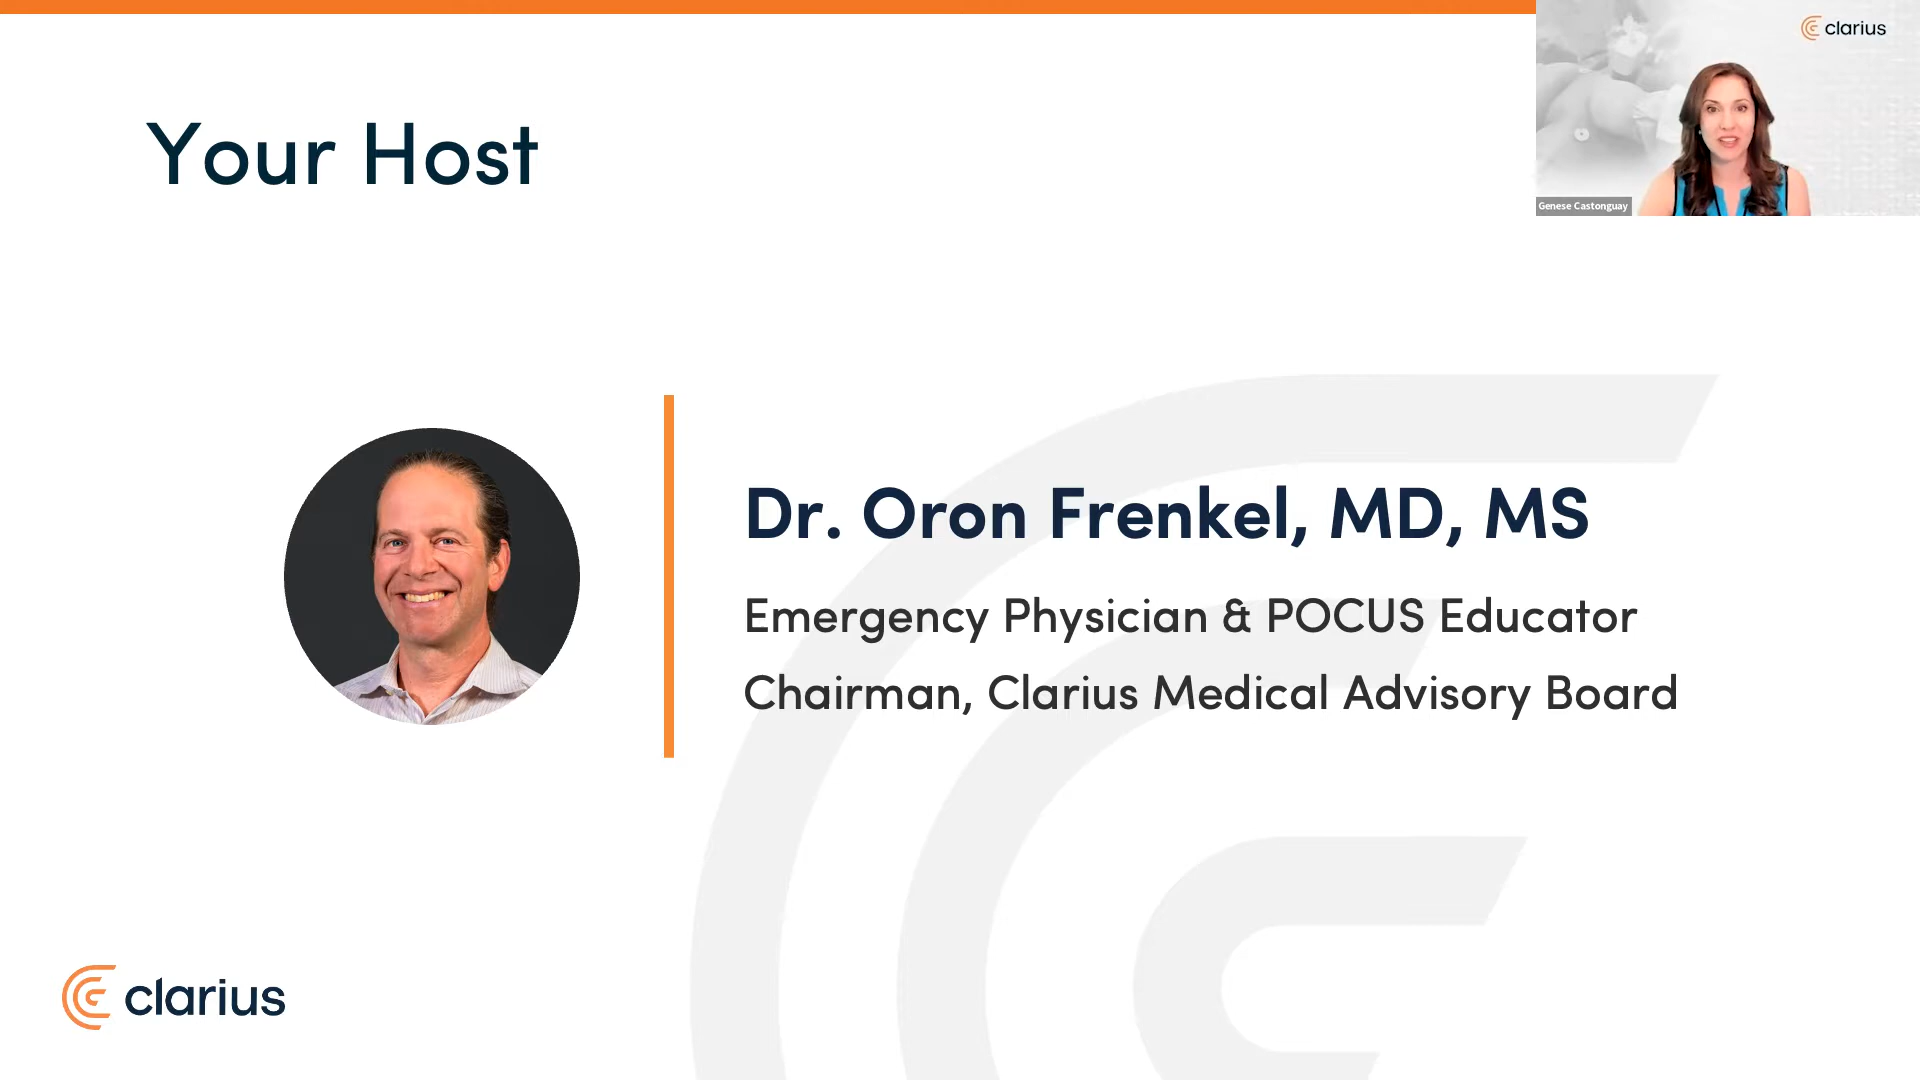 clarius
Your Host
Genese Castonguay
Dr. Oron Frenkel, MD, MS
Emergency Physician & POCUS Educator
Chairman, Clarius Medical Advisory Board
clarius